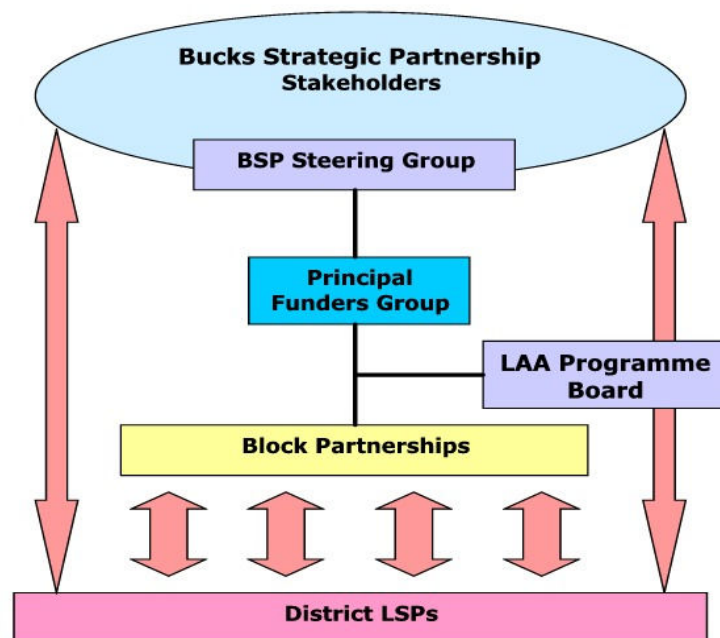 Bucks Strategic Partnership
Stakeholders
BSP Steering Group
Principal
Funders Group
LAA Programme
Board
Block Partnerships
District LSPs